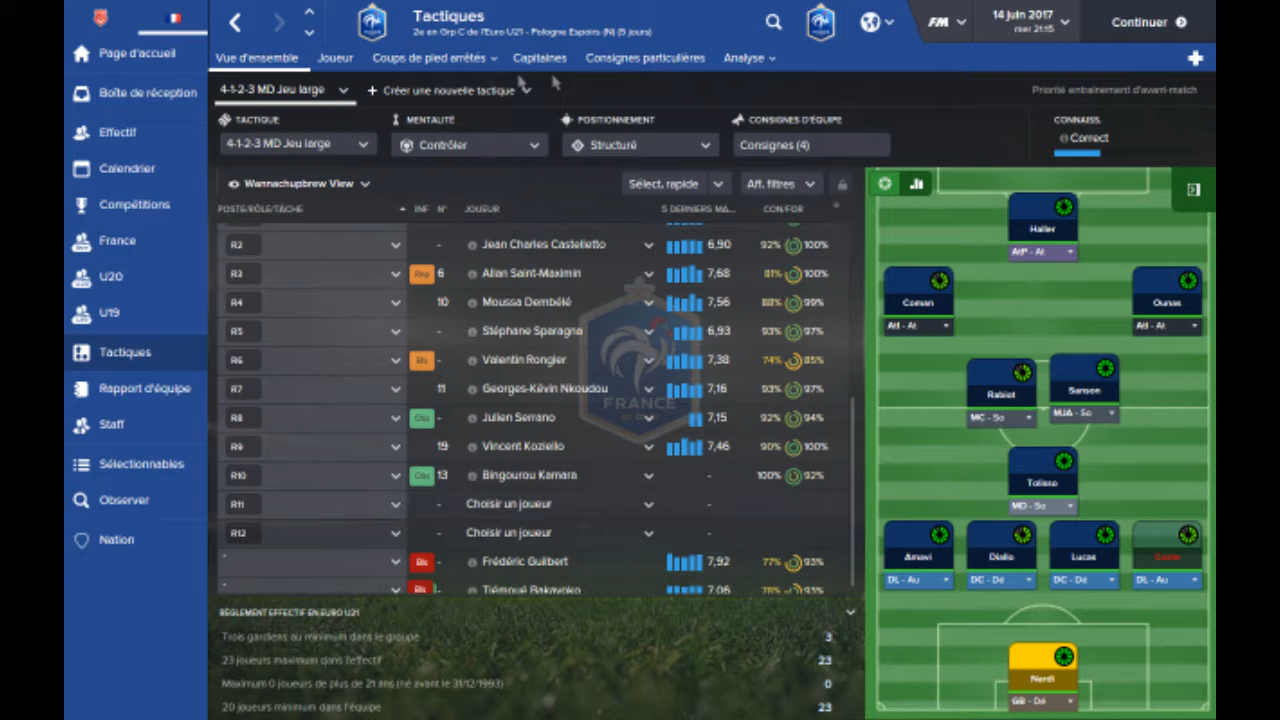 Tactiques
2e en Grp C de l'Euro U21 - Pologne Espoirs (N) (5 jours)
FM
14 juin 2017
mer 21:15
Continuer
Page d'accueil
Boîte de réception
Effectif
Calendrier
Compétitions
France
U20
U19
Tactiques
Rapport d'équipe
Staff
Sélectionnables
Observer
Nation
Vue d'ensemble Joueur Coups de pied arrêtés Capitaines Consignes particulières Analyse
4-1-2-3 MD Jeu large + Créer une nouvelle tactique Priorité entraînement d'avant-match
TACTIQUE MENTALITÉ POSITIONNEMENT CONSIGNES D'ÉQUIPE CONNAISS.
4-1-2-3 MD Jeu large Contrôler Structuré Consignes (4) Correct
Wannachupbrew View Sélect. rapide Aff. filtres
POSTE/RÔLE/TÂCHE INF N° JOUEUR 5 DERNIERS MA... CON/FOR
R2 - Jean Charles Castelletto 6,90 92% 100%
R3 6 Allan Saint-Maximin 7,68 81% 100%
R4 10 Moussa Dembélé 7,56 88% 99%
R5 - Stéphane Sparagna 6,93 93% 97%
R6 Bls - Valentin Rongier 7,38 74% 85%
R7 11 Georges-Kévin Nkoudou 7,16 93% 97%
R8 - Julien Serrano 7,15 92% 94%
R9 19 Vincent Koziello 7,46 90% 100%
R10 13 Bingourou Kamara - 100% 92%
R11 - Choisir un joueur -
R12 - Choisir un joueur -
- Bls - Frédéric Guilbert 7,92 77% 93%
- Bls - Tiémoué Bakayoko 7,06 78% 93%
RÈGLEMENT EFFECTIF EN EURO U21
Trois gardiens au minimum dans le groupe 3
23 joueurs maximum dans l'effectif 23
Maximum 0 joueurs de plus de 21 ans (né avant le 31/12/1993) 0
20 joueurs minimum dans l'équipe 23
FRANCE
Haller
AtP - At
Coman Ounas
Atl - At Atl - At
Rabiot Sanson
MC - So MJA - So
Tolisso
MD - So
Amavi Diallo Lucas
DL - Au DC - Dé DC - Dé DL - Au
Nardi
GB - Dé